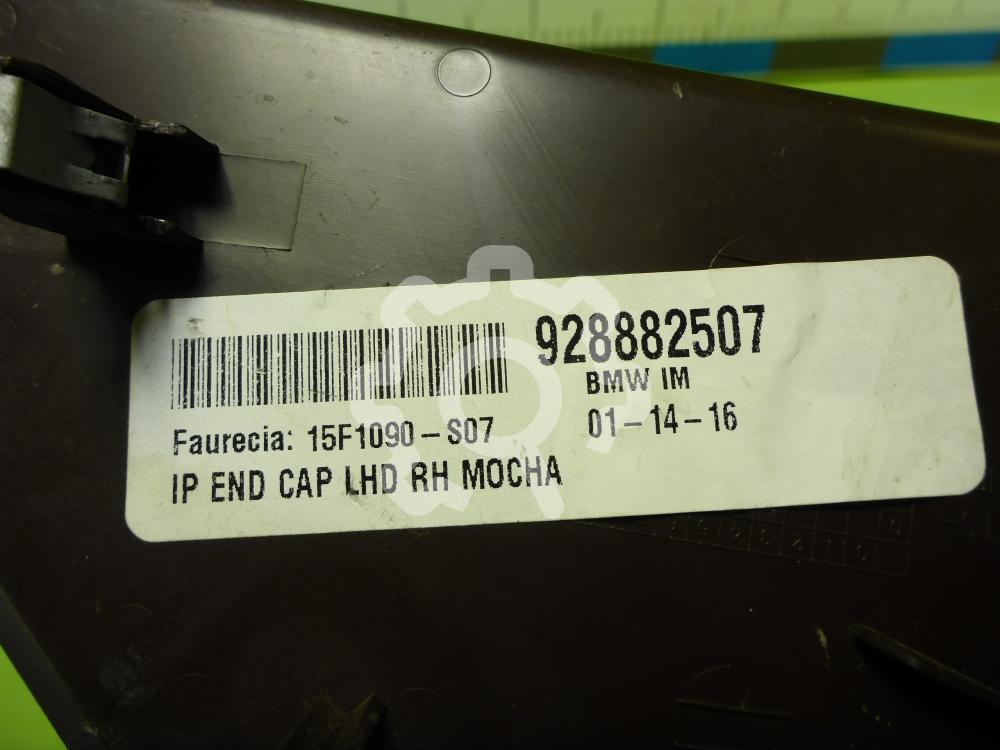 928882507
BMW IM
Faurecia: 15F1090-S07
01-14-16
IP END CAP LHD RH MOCHA